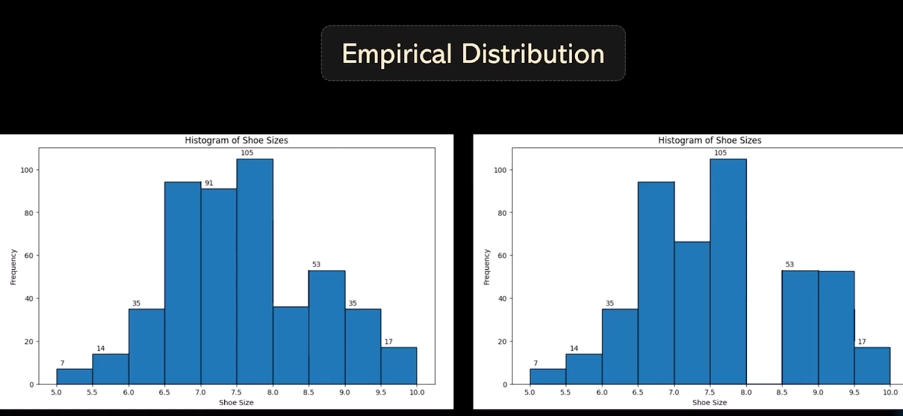 Empirical Distribution
Histogram of Shoe Sizes
105
100
91
80
Frequency
60
53
40
35
35
20
17
14
7
0
5.0 5.5 6.0 6.5 7.0 7.5 8.0 8.5 9.0 9.5 10.0
Shoe Size
Histogram of Shoe Sizes
105
100
80
Frequency
60
53
40
35
20
17
14
7
0
5.0 5.5 6.0 6.5 7.0 7.5 8.0 8.5 9.0 9.5 10.0
Shoe Size